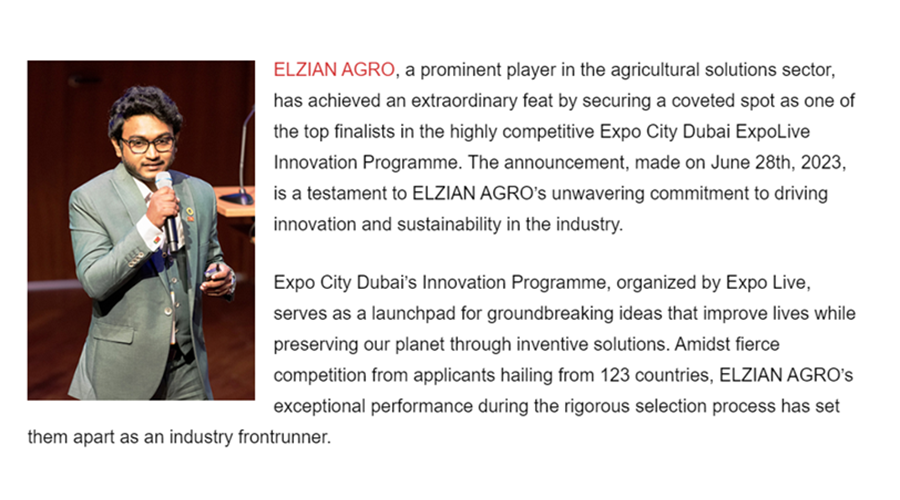 ELZIAN AGRO, a prominent player in the agricultural solutions sector,
has achieved an extraordinary feat by securing a coveted spot as one of
the top finalists in the highly competitive Expo City Dubai ExpoLive
Innovation Programme. The announcement, made on June 28th, 2023,
is a testament to ELZIAN AGRO’s unwavering commitment to driving
innovation and sustainability in the industry.
Expo City Dubai’s Innovation Programme, organized by Expo Live,
serves as a launchpad for groundbreaking ideas that improve lives while
preserving our planet through inventive solutions. Amidst fierce
competition from applicants hailing from 123 countries, ELZIAN AGRO’s
exceptional performance during the rigorous selection process has set
them apart as an industry frontrunner.